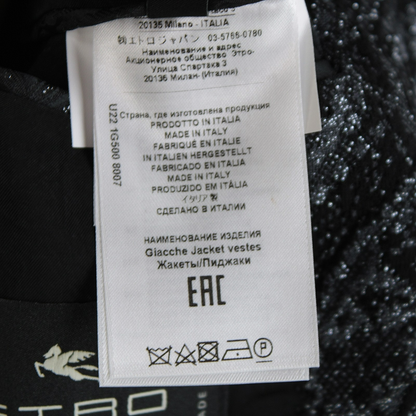 20135 Milano - ITALIA
㈱エトロジャパン 03-5766-0780
Наименование и адрес
Акционерное общество Этро-
Улица Спартака 3
20136 Милан- (Италия)
U22 1G500 8007
Страна, где изготовлена продукция
PRODOTTO IN ITALIA
MADE IN ITALY
FABRIQUÉ EN ITALIE
IN ITALIEN HERGESTELLT
FABRICADO EN ITALIA
MADE IN ITALY
PRODUZIDO EM ITÁLIA
イタリア製
СДЕЛАНО В ИТАЛИИ
НАИМЕНОВАНИЕ ИЗДЕЛИЯ
Giacche Jacket vestes
Жакеты/Пиджаки
EAC
P
TRO